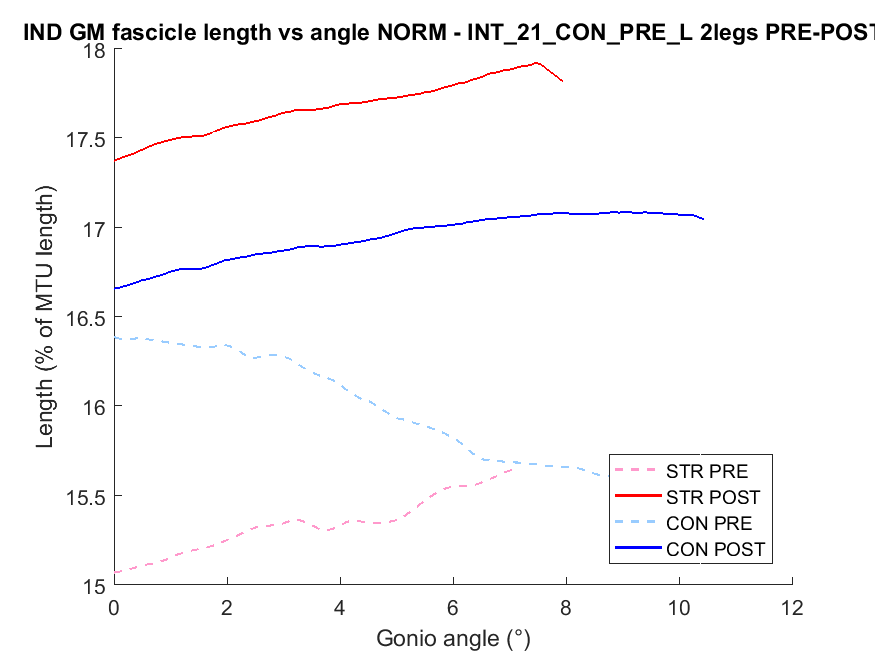 IND GM fascicle length vs angle NORM - INT_21_CON_PRE_L 2legs PRE-POST
18
17.5
17
16.5
16
15.5
15
Length (% of MTU length)
0 2 4 6 8 10 12
Gonio angle (°)
STR PRE
STR POST
CON PRE
CON POST